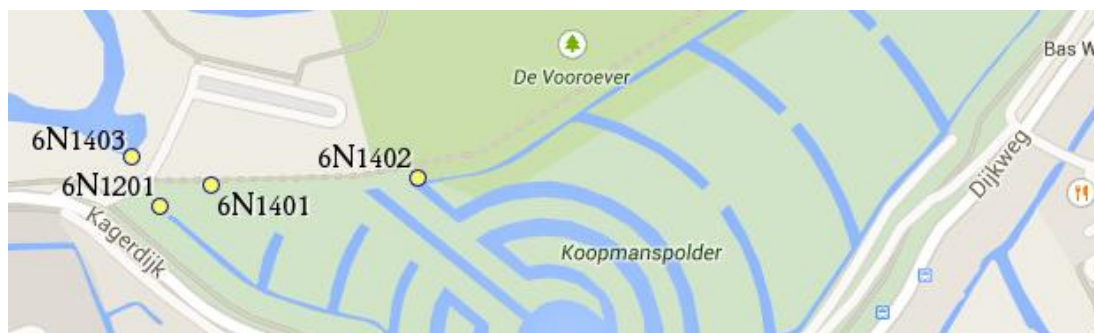 De Vooroever
Bas W
6N1403
6N1402
6N1201
6N1401
Dijkweg
Kagerdijk
Koopmanspolder